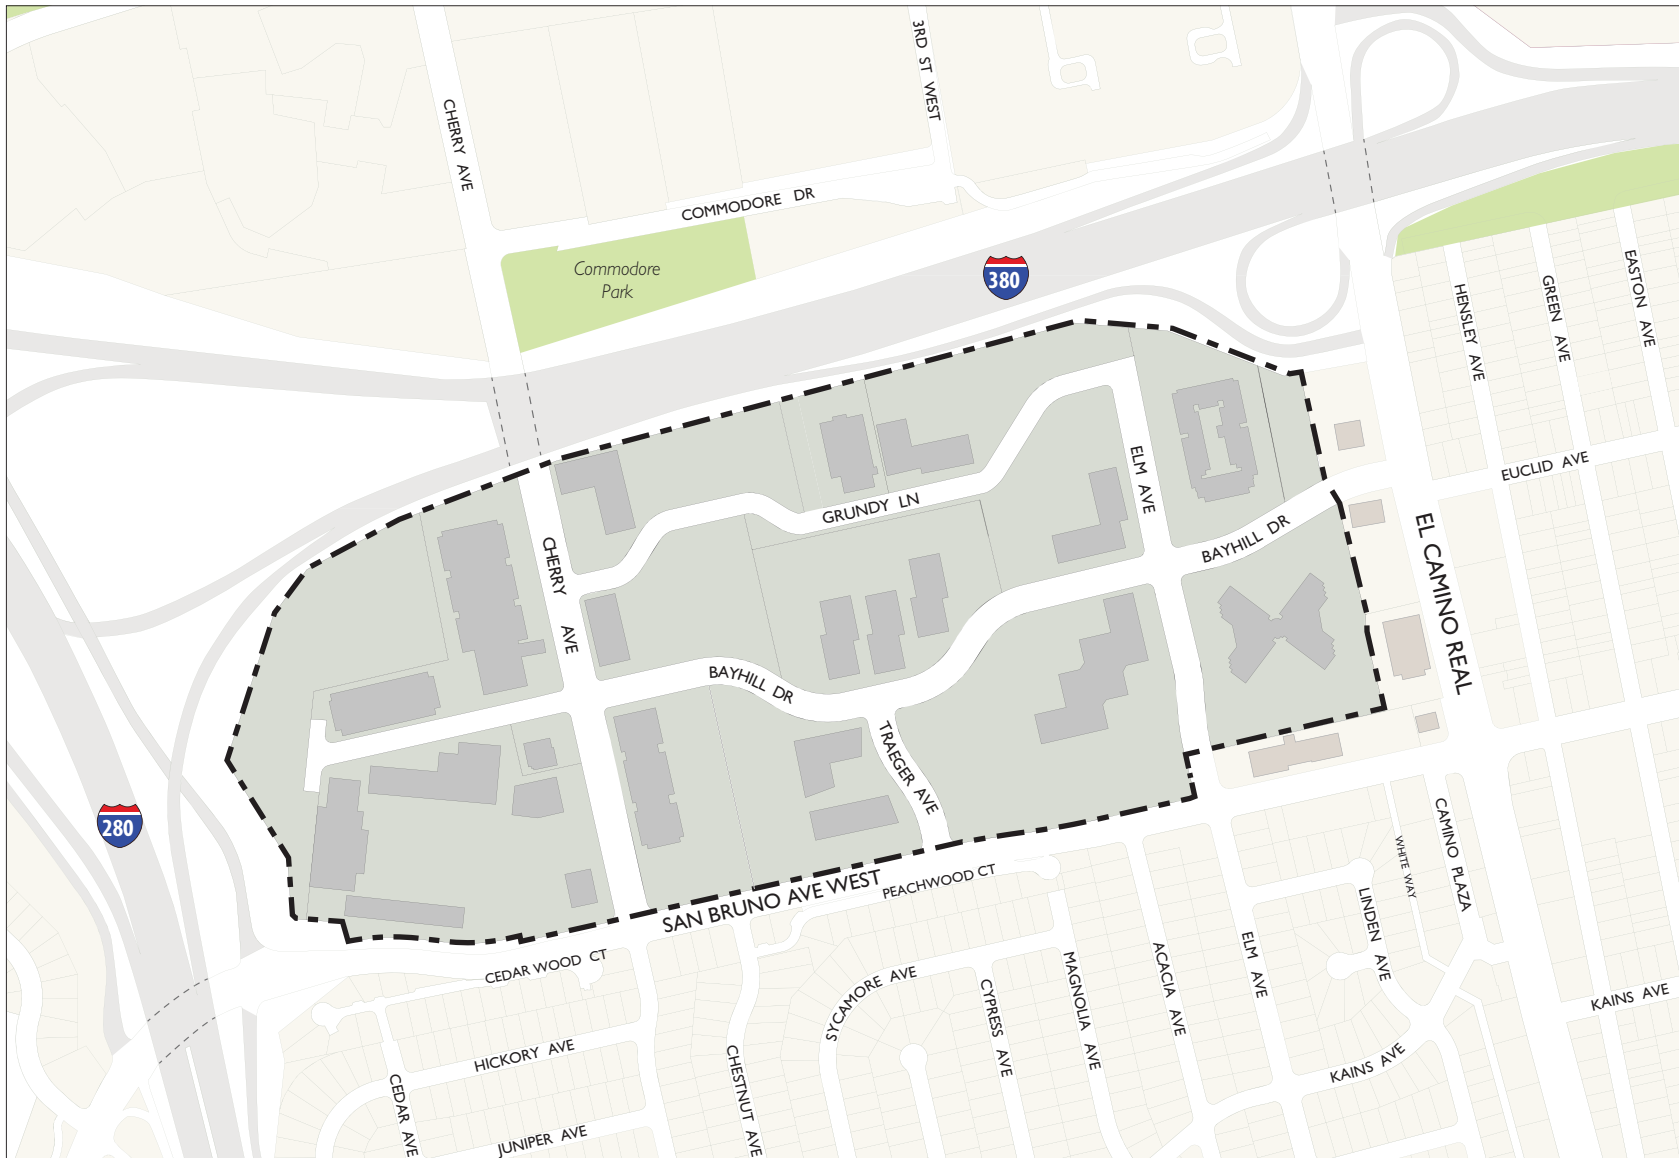 3RD ST WEST
CHERRY AVE
COMMODORE DR
Commodore
Park
380
EASTON AVE
GREEN AVE
HENSLEY AVE
EUCLID AVE
ELM AVE
GRUNDY LN
BAYHILL DR
CHERRY AVE
EL CAMINO REAL
BAYHILL DR
TRAEGER AVE
280
CAMINO PLAZA
WHITE WAY
SAN BRUNO AVE WEST
PEACHWOOD CT
LINDEN AVE
CEDAR WOOD CT
ELM AVE
ACACIA AVE
MAGNOLIA AVE
SYCAMORE AVE
CYPRESS AVE
KAINS AVE
HICKORY AVE
CHESTNUT AVE
KAINS AVE
CEDAR AVE
JUNIPER AVE